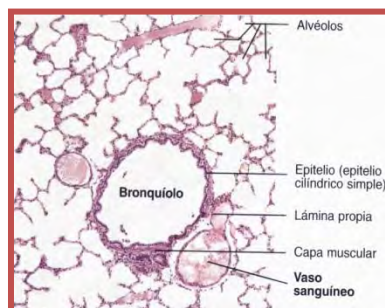 Alvéolos
Epitelio (epitelio
cilíndrico simple)
Bronquíolo
Lámina propia
Capa muscular
Vaso
sanguíneo